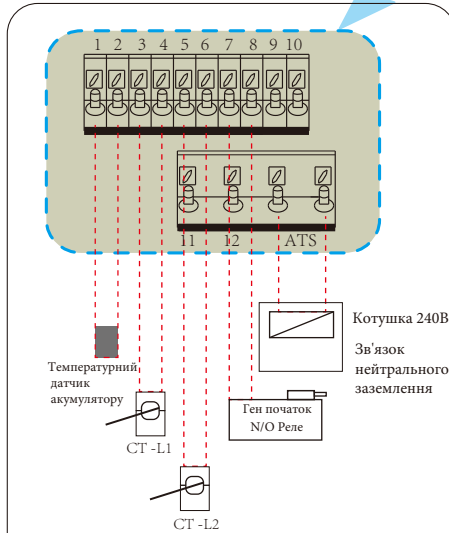 1 2 3 4 5 6 7 8 9 10
11 12 ATS
Котушка 240В
Зв'язок
нейтрального
заземлення
Температурний
датчик
акумулятору
Ген початок
N/O Реле
CT -L1
CT -L2